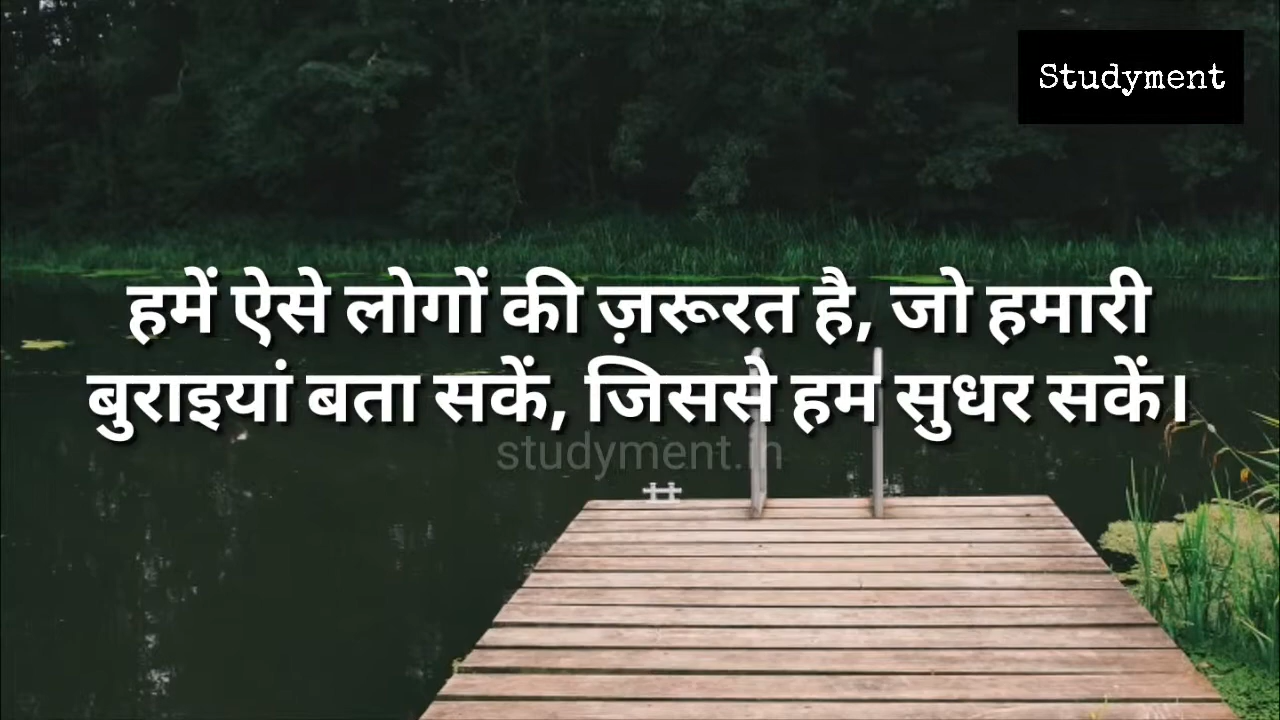 Studyment
हमें ऐसे लोगों की ज़रूरत है, जो हमारी
बुराइयां बता सकें, जिससे हम सुधर सकें।
studyment.in